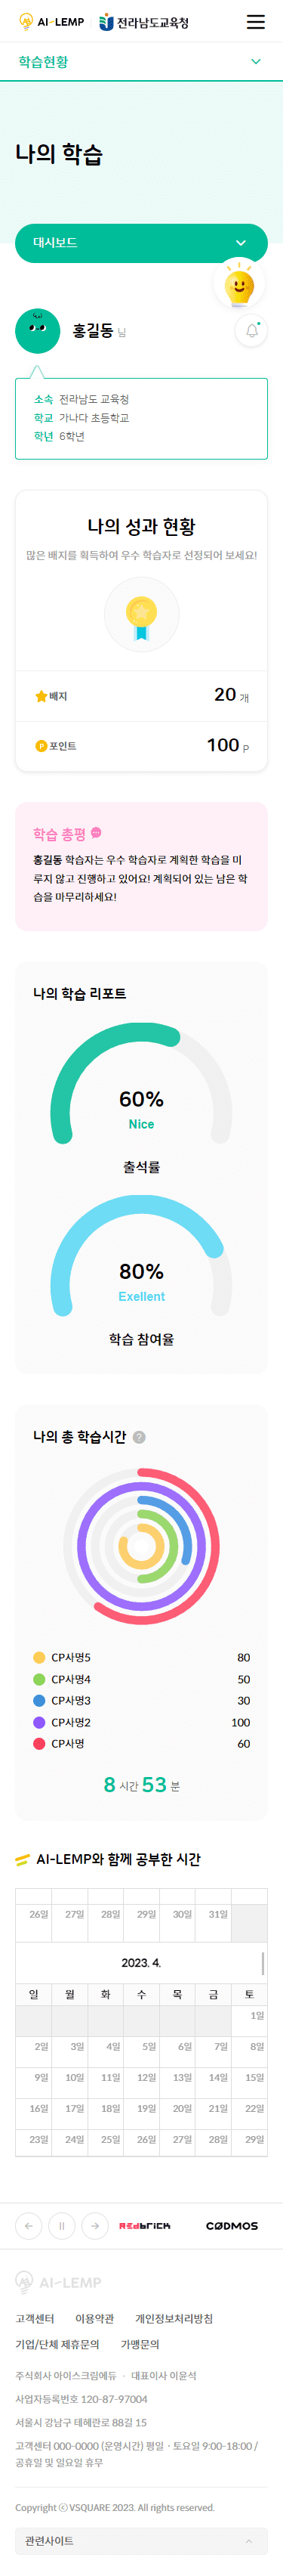 AI-LEMP 전라남도교육청
학습현황
나의 학습
대시보드
홍길동 님
소속 전라남도 교육청
학교 가나다 초등학교
학년 6학년
나의 성과 현황
많은 배지를 획득하여 우수 학습자로 선정되어 보세요!
배지 20 개
P 포인트 100 P
학습 총평
홍길동 학습자는 우수 학습자로 계획한 학습을 미
루지 않고 진행하고 있어요! 계획되어 있는 남은 학
습을 마무리하세요!
나의 학습 리포트
60%
Nice
출석률
80%
Exellent
학습 참여율
나의 총 학습시간 ?
CP사명5 80
CP사명4 50
CP사명3 30
CP사명2 100
CP사명 60
8 시간 53 분
AI-LEMP와 함께 공부한 시간
26일 27일 28일 29일 30일 31일
2023. 4.
일 월 화 수 목 금 토
1일
2일 3일 4일 5일 6일 7일 8일
9일 10일 11일 12일 13일 14일 15일
16일 17일 18일 19일 20일 21일 22일
23일 24일 25일 26일 27일 28일 29일
REdbrick CODMOS
AI-LEMP
고객센터 이용약관 개인정보처리방침
기업/단체 제휴문의 가맹문의
주식회사 아이스크림에듀 · 대표이사 이윤석
사업자등록번호 120-87-97004
서울시 강남구 테헤란로 88길 15
고객센터 000-0000 (운영시간) 평일 · 토요일 9:00-18:00 /
공휴일 및 일요일 휴무
Copyright ⓒ VSQUARE 2023. All rights reserved.
관련사이트